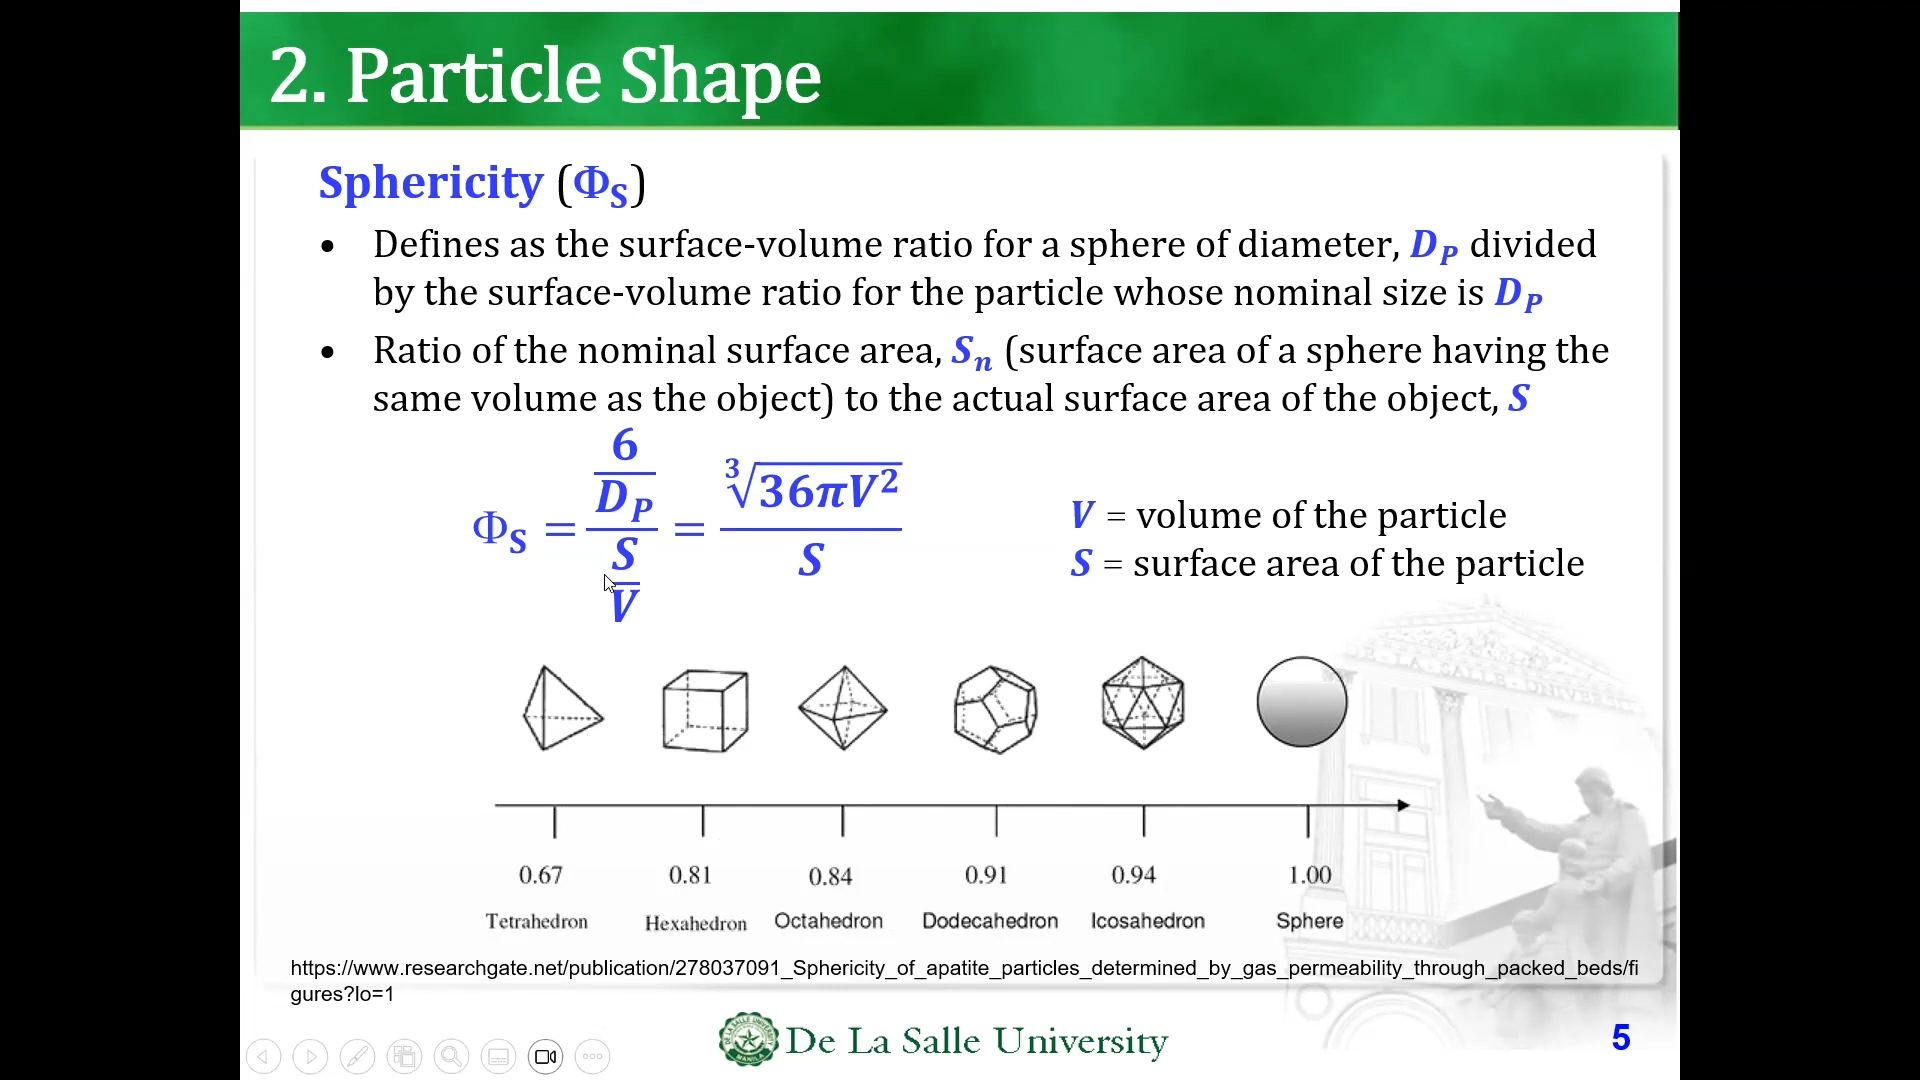 2. Particle Shape
Sphericity (Φ_S)
• Defines as the surface-volume ratio for a sphere of diameter, D_P divided
by the surface-volume ratio for the particle whose nominal size is D_P
• Ratio of the nominal surface area, S_n (surface area of a sphere having the
same volume as the object) to the actual surface area of the object, S
Φ_S = (6/D_P)/(S/V) = ∛(36πV²)/S
V = volume of the particle
S = surface area of the particle
0.67 0.81 0.84 0.91 0.94 1.00
Tetrahedron Hexahedron Octahedron Dodecahedron Icosahedron Sphere
https://www.researchgate.net/publication/278037091_Sphericity_of_apatite_particles_determined_by_gas_permeability_through_packed_beds/fi
gures?lo=1
De La Salle University
5